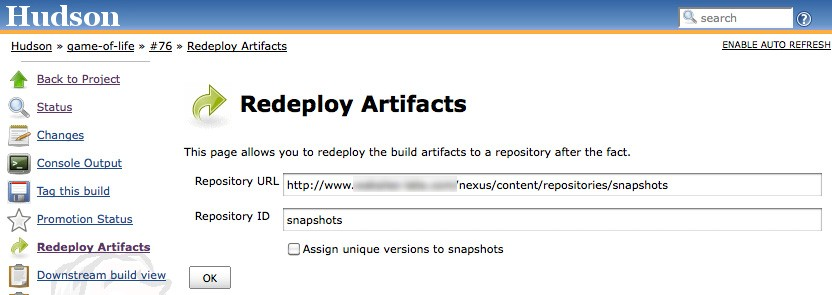 Hudson
search
Hudson » game-of-life » #76 » Redeploy Artifacts
ENABLE AUTO REFRESH
Back to Project
Status
Changes
Console Output
Tag this build
Promotion Status
Redeploy Artifacts
Downstream build view
Redeploy Artifacts
This page allows you to redeploy the build artifacts to a repository after the fact.
Repository URL
http://www. /nexus/content/repositories/snapshots
Repository ID
snapshots
Assign unique versions to snapshots
OK